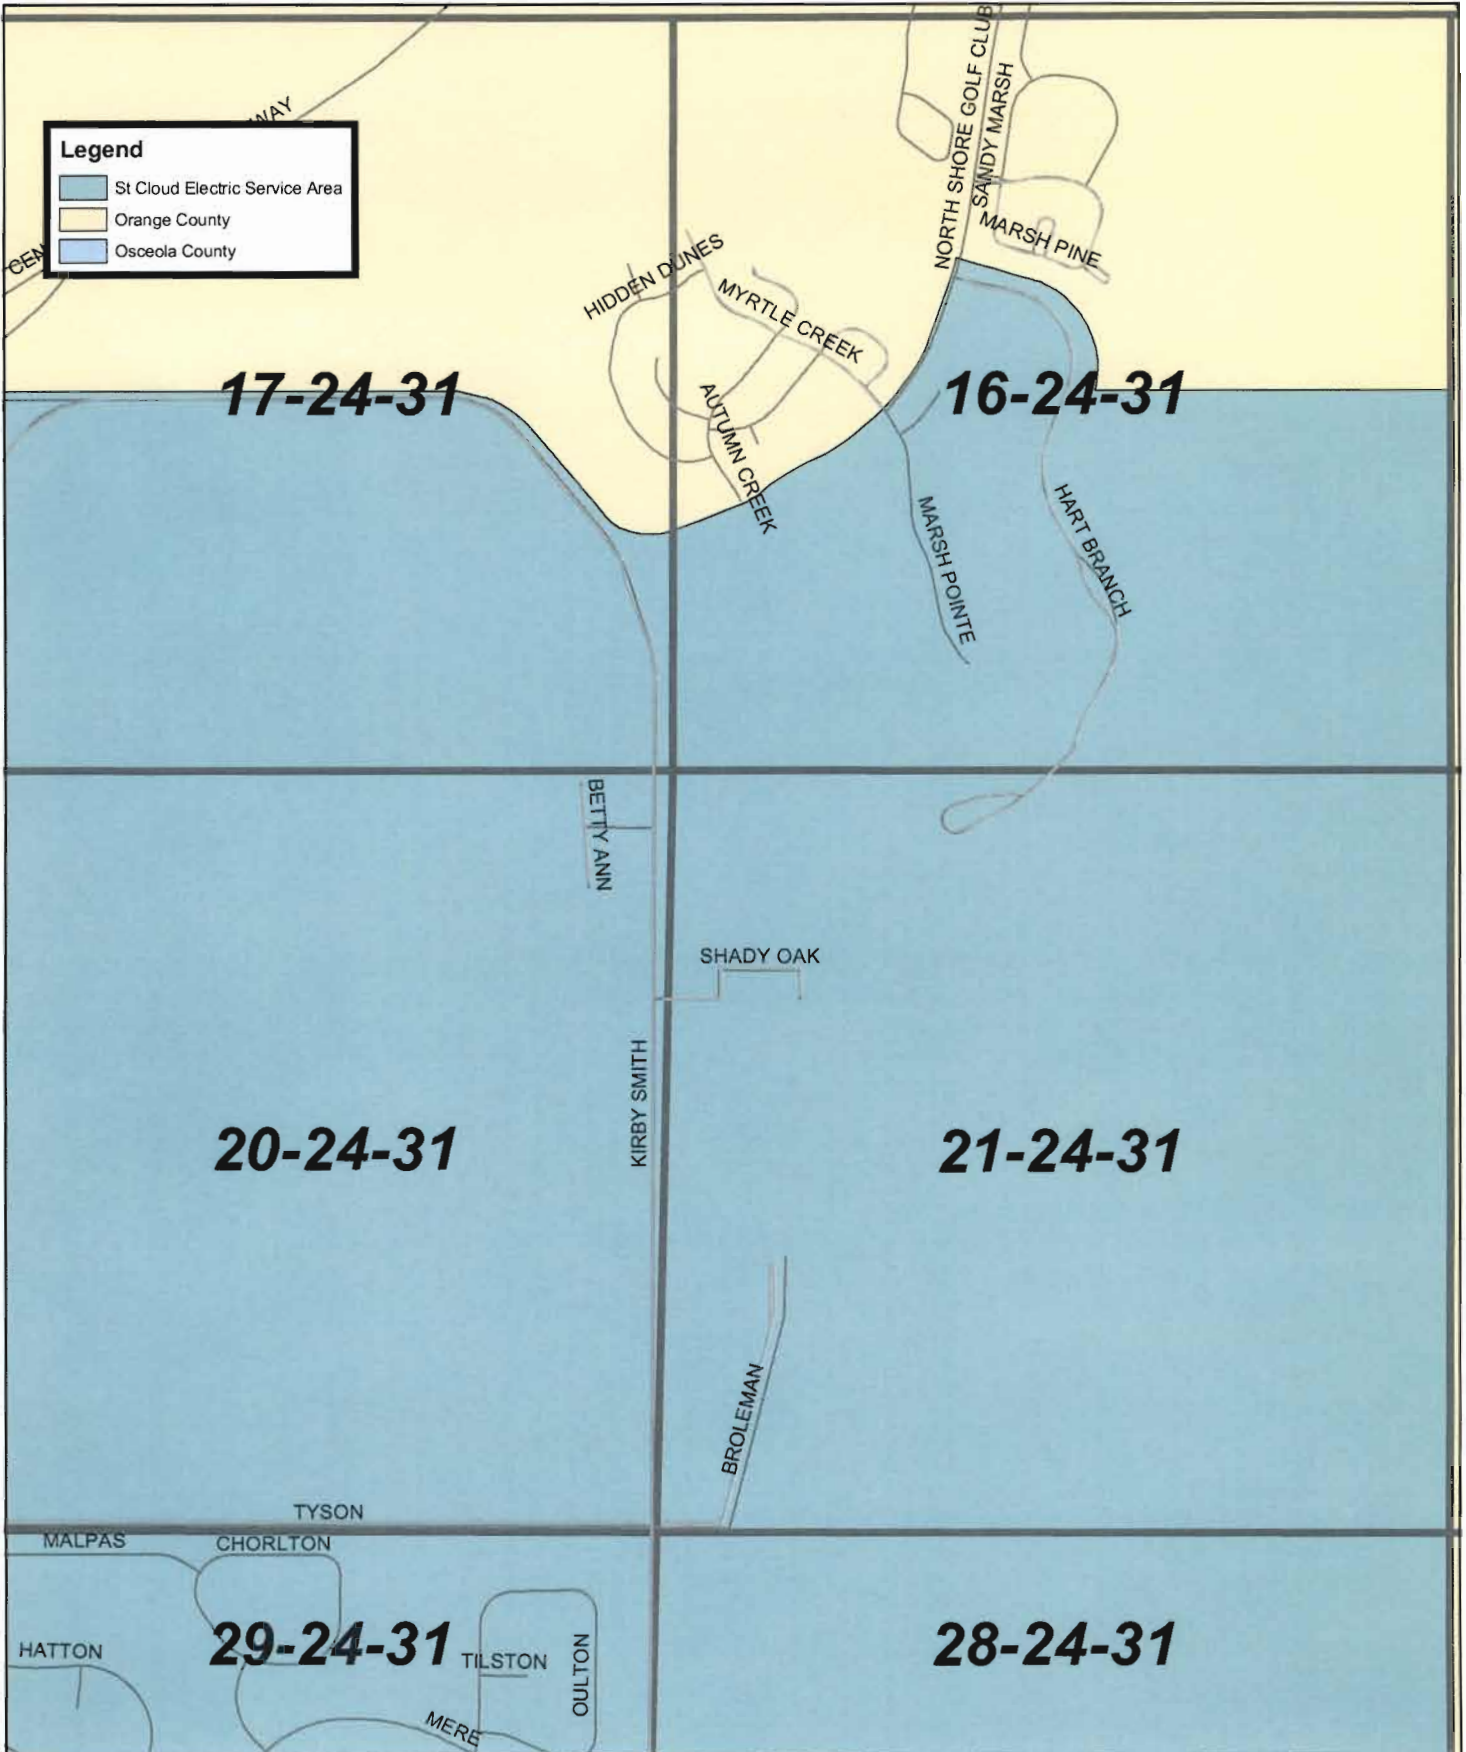 NORTH SHORE GOLF CLUB
SANDY MARSH
WAY
Legend
St Cloud Electric Service Area
Orange County
Osceola County
CEN
MARSH PINE
HIDDEN DUNES
MYRTLE CREEK
17-24-31
16-24-31
AUTUMN CREEK
MARSH POINTE
HART BRANCH
BETTY ANN
SHADY OAK
KIRBY SMITH
20-24-31
21-24-31
BROLEMAN
TYSON
MALPAS
CHORLTON
29-24-31
28-24-31
HATTON
TILSTON
OULTON
MERE